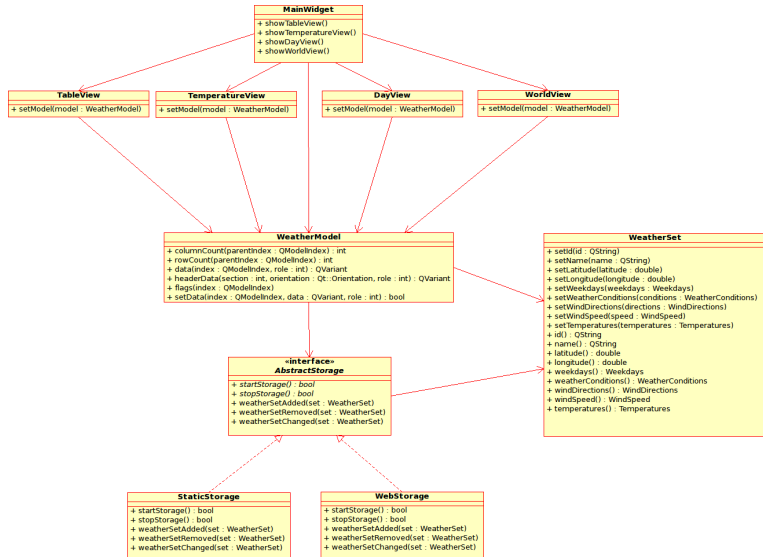 MainWidget
+ showTableView()
+ showTemperatureView()
+ showDayView()
+ showWorldView()
TableView
+ setModel(model : WeatherModel)
TemperatureView
+ setModel(model : WeatherModel)
DayView
+ setModel(model : WeatherModel)
WorldView
+ setModel(model : WeatherModel)
WeatherModel
+ columnCount(parentIndex : QModelIndex) : int
+ rowCount(parentIndex : QModelIndex) : int
+ data(index : QModelIndex, role : int) : QVariant
+ headerData(section : int, orientation : Qt::Orientation, role : int) : QVariant
+ flags(index : QModelIndex)
+ setData(index : QModelIndex, data : QVariant, role : int) : bool
WeatherSet
+ setId(id : QString)
+ setName(name : QString)
+ setLatitude(latitude : double)
+ setLongitude(longitude : double)
+ setWeekdays(weekdays : Weekdays)
+ setWeatherConditions(conditions : WeatherConditions)
+ setWindDirections(directions : WindDirections)
+ setWindSpeed(speed : WindSpeed)
+ setTemperatures(temperatures : Temperatures)
+ id() : QString
+ name() : QString
+ latitude() : double
+ longitude() : double
+ weekdays() : Weekdays
+ weatherConditions() : WeatherConditions
+ windDirections() : WindDirections
+ windSpeed() : WindSpeed
+ temperatures() : Temperatures
«interface»
AbstractStorage
+ startStorage() : bool
+ stopStorage() : bool
+ weatherSetAdded(set : WeatherSet)
+ weatherSetRemoved(set : WeatherSet)
+ weatherSetChanged(set : WeatherSet)
StaticStorage
+ startStorage() : bool
+ stopStorage() : bool
+ weatherSetAdded(set : WeatherSet)
+ weatherSetRemoved(set : WeatherSet)
+ weatherSetChanged(set : WeatherSet)
WebStorage
+ startStorage() : bool
+ stopStorage() : bool
+ weatherSetAdded(set : WeatherSet)
+ weatherSetRemoved(set : WeatherSet)
+ weatherSetChanged(set : WeatherSet)